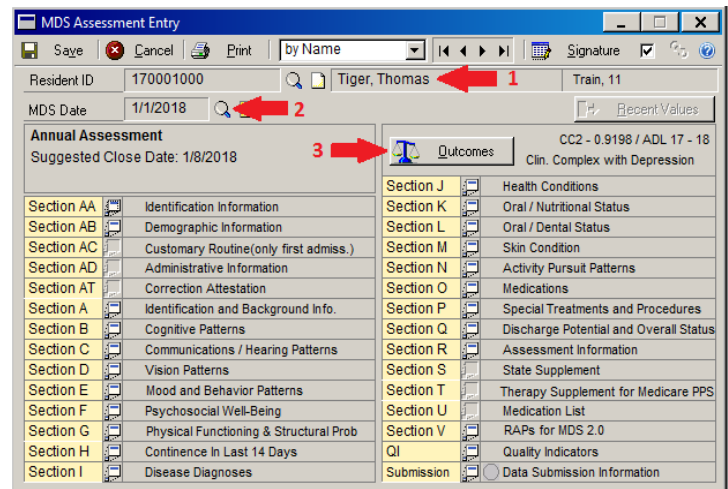 MDS Assessment Entry
Save Cancel Print by Name Signature
Resident ID 170001000 Tiger, Thomas 1 Train, 11
MDS Date 1/1/2018 2 Recent Values
Annual Assessment
Suggested Close Date: 1/8/2018
3 Outcomes
CC2 - 0.9198 / ADL 17 - 18
Clin. Complex with Depression
Section AA Identification Information
Section AB Demographic Information
Section AC Customary Routine(only first admiss.)
Section AD Administrative Information
Section AT Correction Attestation
Section A Identification and Background Info.
Section B Cognitive Patterns
Section C Communications / Hearing Patterns
Section D Vision Patterns
Section E Mood and Behavior Patterns
Section F Psychosocial Well-Being
Section G Physical Functioning & Structural Prob
Section H Continence In Last 14 Days
Section I Disease Diagnoses
Section J Health Conditions
Section K Oral / Nutritional Status
Section L Oral / Dental Status
Section M Skin Condition
Section N Activity Pursuit Patterns
Section O Medications
Section P Special Treatments and Procedures
Section Q Discharge Potential and Overall Status
Section R Assessment Information
Section S State Supplement
Section T Therapy Supplement for Medicare PPS
Section U Medication List
Section V RAPs for MDS 2.0
QI Quality Indicators
Submission Data Submission Information